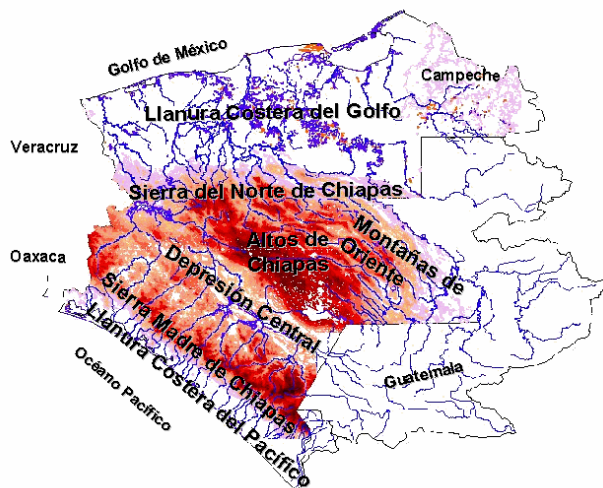 Golfo de México
Campeche
Llanura Costera del Golfo
Veracruz
Sierra del Norte de Chiapas
Montañas de
Oriente
Altos de
Chiapas
Oaxaca
Depresión Central
Sierra Madre de Chiapas
Llanura Costera del Pacífico
Océano Pacífico
Guatemala